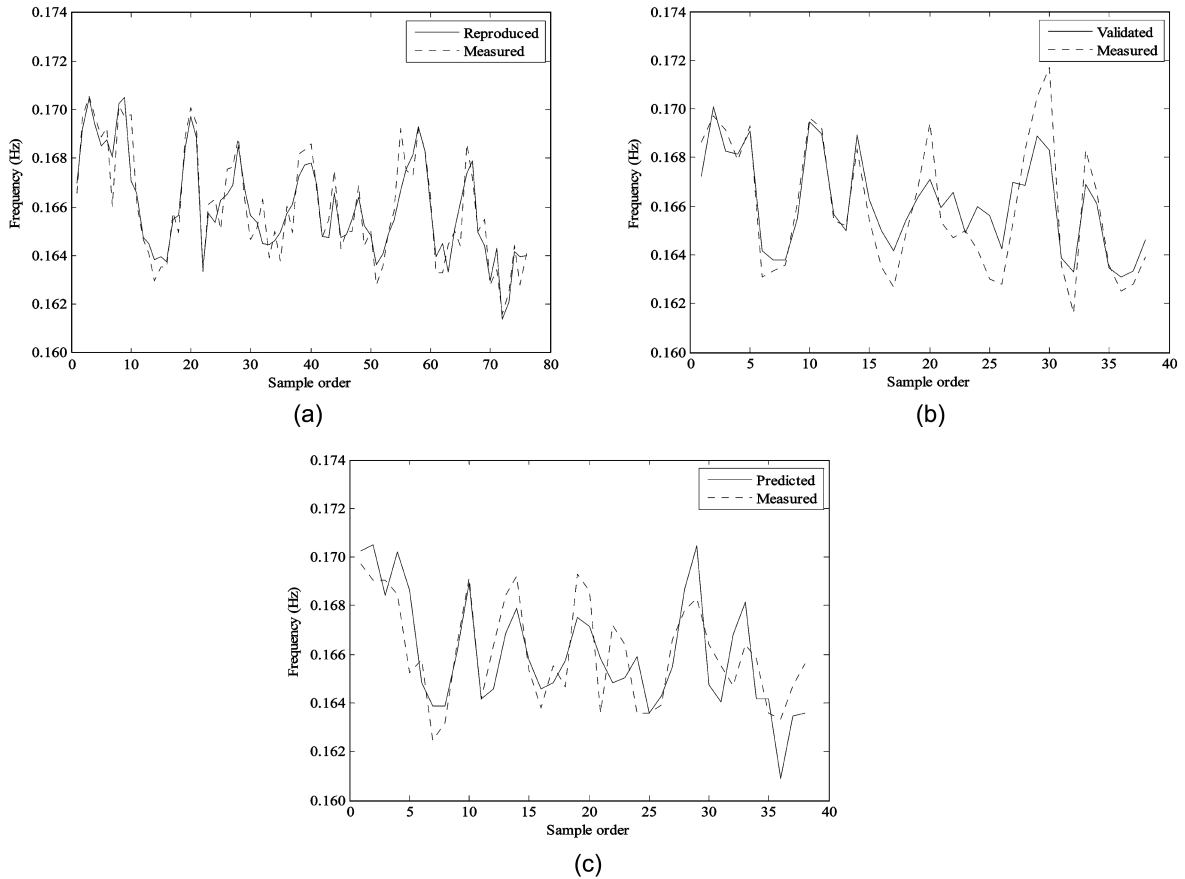 0.174
0.172
0.170
0.168
0.166
0.164
0.162
0.160
Frequency (Hz)
Reproduced
Measured
0 10 20 30 40 50 60 70 80
Sample order
(a)
0.174
0.172
0.170
0.168
0.166
0.164
0.162
0.160
Frequency (Hz)
Validated
Measured
0 5 10 15 20 25 30 35 40
Sample order
(b)
0.174
0.172
0.170
0.168
0.166
0.164
0.162
0.160
Frequency (Hz)
Predicted
Measured
0 5 10 15 20 25 30 35 40
Sample order
(c)